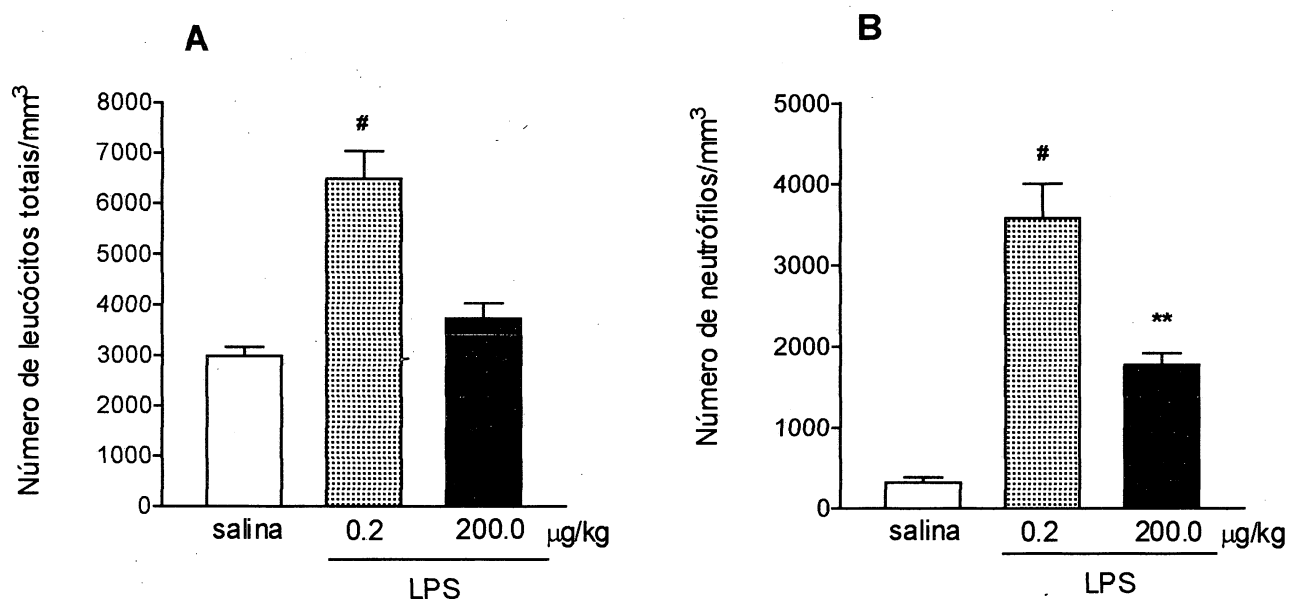 A
Número de leucócitos totais/mm³
8000
7000
6000
5000
4000
3000
2000
1000
0
#
salina 0.2 200.0 µg/kg
LPS
B
Número de neutrófilos/mm³
5000
4000
3000
2000
1000
0
#
**
salina 0.2 200.0 µg/kg
LPS